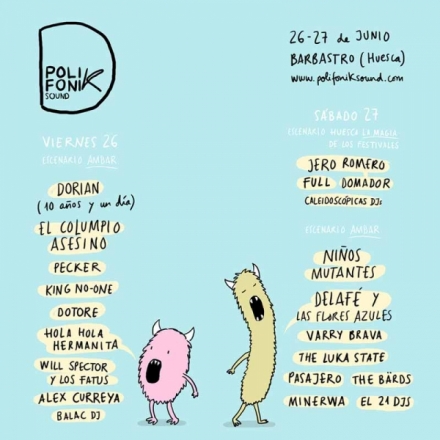 POLI
FONIK
SOUND
26-27 de JUNIO
BARBASTRO (HUESCA)
www.polifoniksound.com
VIERNES 26
ESCENARIO AMBAR
DORIAN
(10 AÑOS y un DÍA)
EL COLUMPIO
ASESINO
PECKER
KING NO-ONE
DOTORE
HOLA HOLA
HERMANITA
WILL SPECTOR
Y LOS FATUS
ALEX CURREYA
BALAC DJ
SÁBADO 27
ESCENARIO HUESCA LA MAGIA
DE LOS FESTIVALES
JERO ROMERO
FULL DOMADOR
CALEIDOSCÓPICAS DJs
ESCENARIO AMBAR
NIÑOS
MUTANTES
DELAFÉ Y
LAS FLORES AZULES
VARRY BRAVA
THE LUKA STATE
PASAJERO THE BÄRDS
MINERWA EL 21 DJS